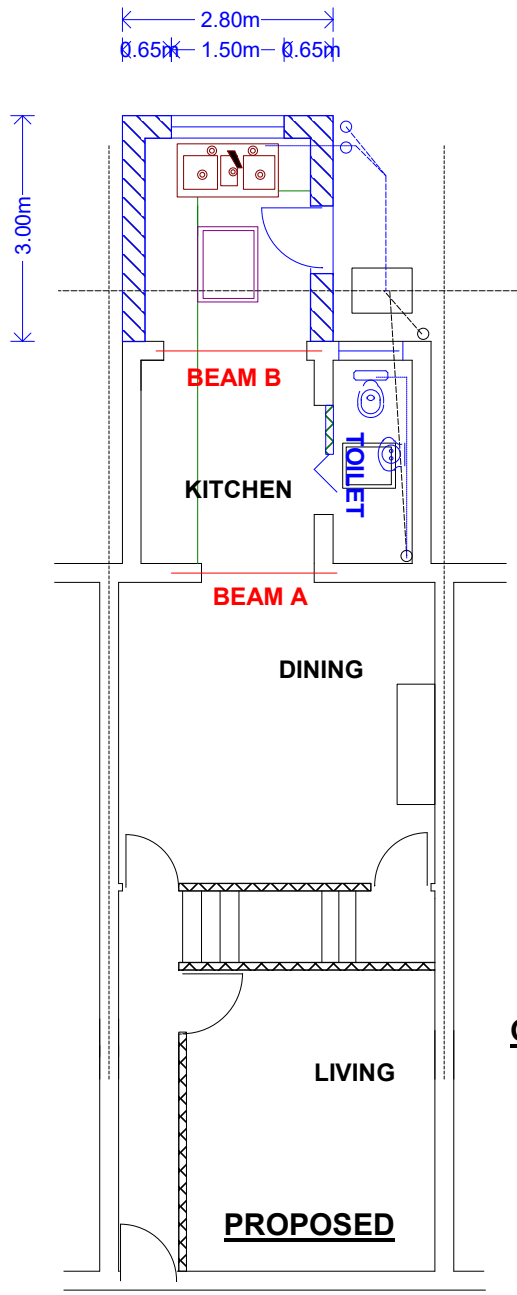 2.80m
0.65m 1.50m 0.65m
3.00m
BEAM B
TOILET
KITCHEN
BEAM A
DINING
LIVING
PROPOSED